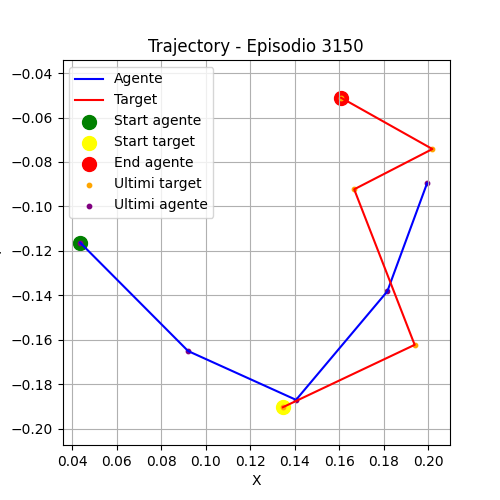 Trajectory - Episodio 3150
Agente
Target
Start agente
Start target
End agente
Ultimi target
Ultimi agente
−0.04
−0.06
−0.08
−0.10
−0.12
−0.14
−0.16
−0.18
−0.20
0.04 0.06 0.08 0.10 0.12 0.14 0.16 0.18 0.20
X